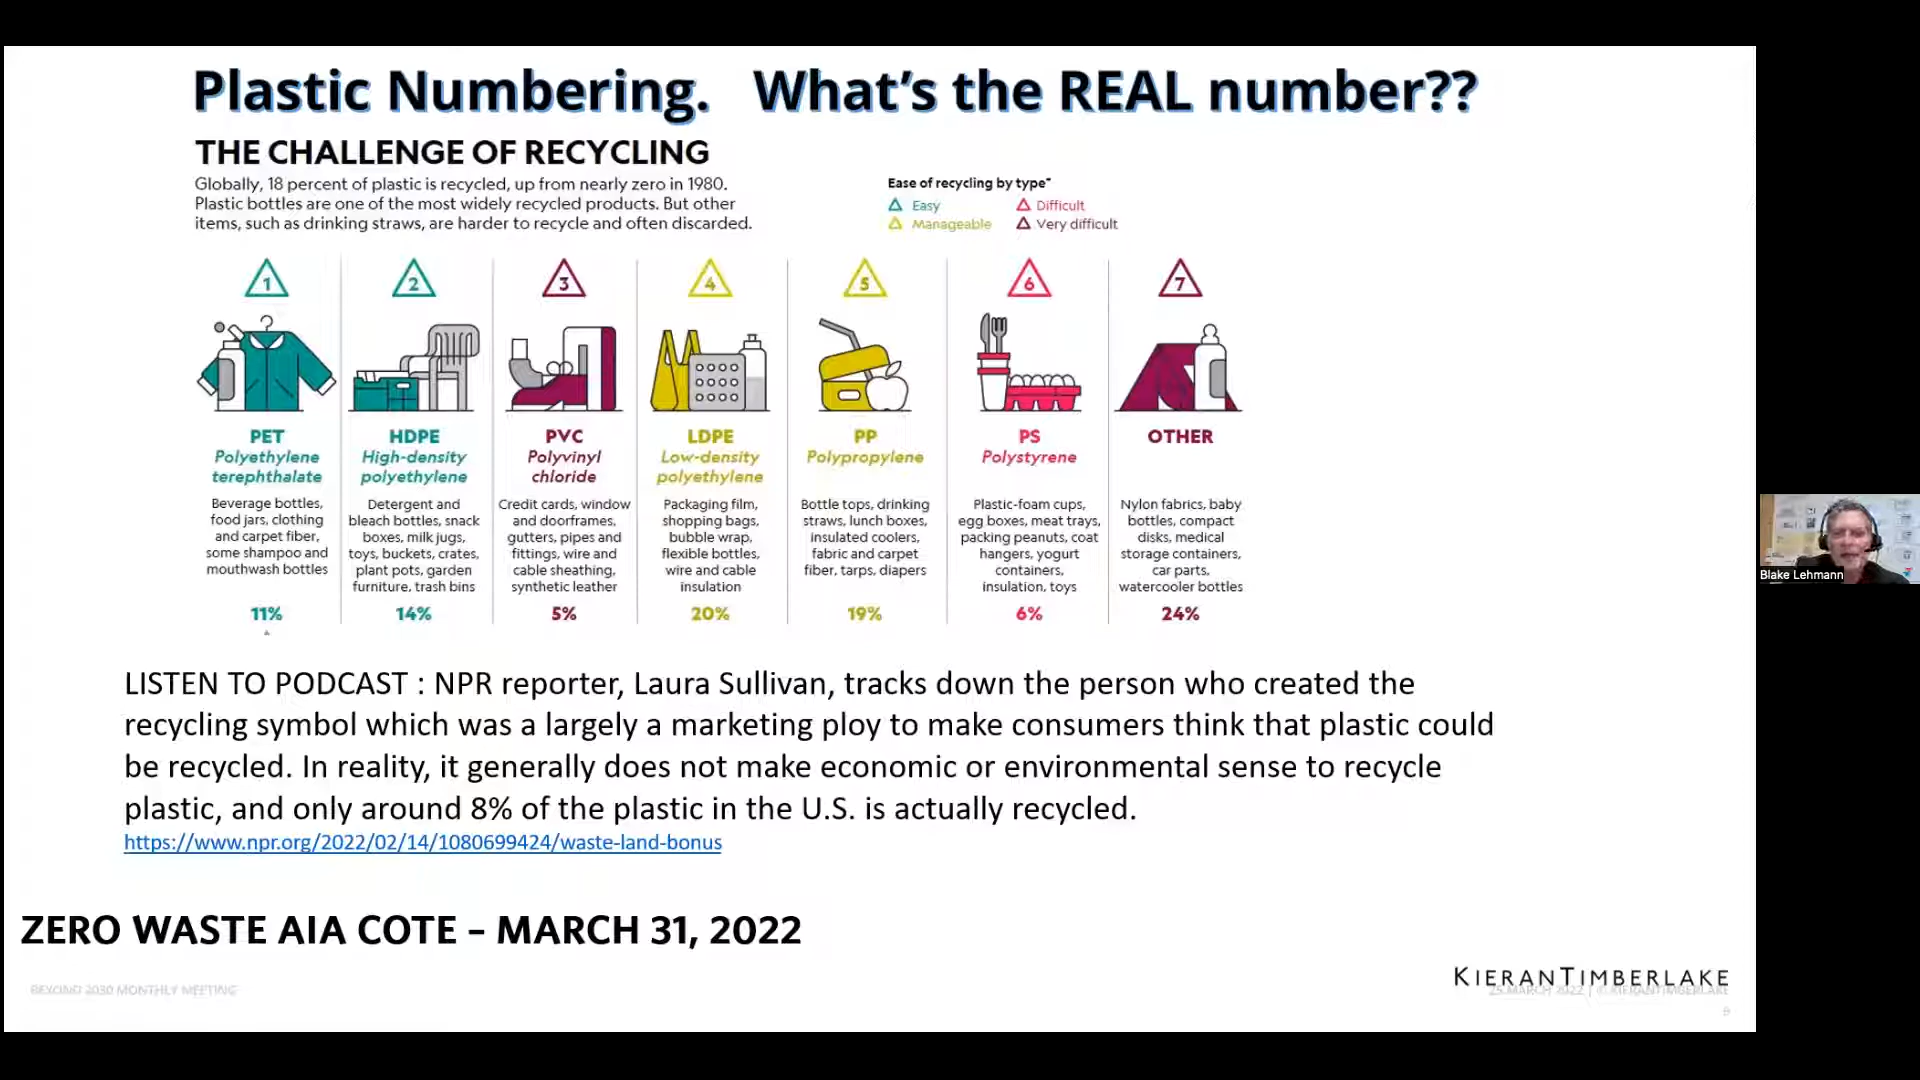 Plastic Numbering. What's the REAL number??
THE CHALLENGE OF RECYCLING
Globally, 18 percent of plastic is recycled, up from nearly zero in 1980.
Plastic bottles are one of the most widely recycled products. But other
items, such as drinking straws, are harder to recycle and often discarded.
Ease of recycling by type*
Easy
Difficult
Manageable
Very difficult
1
PET
Polyethylene
terephthalate
Beverage bottles,
food jars, clothing
and carpet fiber,
some shampoo and
mouthwash bottles
11%
2
HDPE
High-density
polyethylene
Detergent and
bleach bottles, snack
boxes, milk jugs,
toys, buckets, crates,
plant pots, garden
furniture, trash bins
14%
3
PVC
Polyvinyl
chloride
Credit cards, window
and doorframes,
gutters, pipes and
fittings, wire and
cable sheathing,
synthetic leather
5%
4
LDPE
Low-density
polyethylene
Packaging film,
shopping bags,
bubble wrap,
flexible bottles,
wire and cable
insulation
20%
5
PP
Polypropylene
Bottle tops, drinking
straws, lunch boxes,
insulated coolers,
fabric and carpet
fiber, tarps, diapers
19%
6
PS
Polystyrene
Plastic-foam cups,
egg boxes, meat trays,
packing peanuts, coat
hangers, yogurt
containers,
insulation, toys
6%
7
OTHER
Nylon fabrics, baby
bottles, compact
disks, medical
storage containers,
car parts,
watercooler bottles
24%
LISTEN TO PODCAST : NPR reporter, Laura Sullivan, tracks down the person who created the
recycling symbol which was a largely a marketing ploy to make consumers think that plastic could
be recycled. In reality, it generally does not make economic or environmental sense to recycle
plastic, and only around 8% of the plastic in the U.S. is actually recycled.
https://www.npr.org/2022/02/14/1080699424/waste-land-bonus
Blake Lehmann
ZERO WASTE AIA COTE – MARCH 31, 2022
KIERANTIMBERLAKE
BEYOND 2030 MONTHLY MEETING
25 MARCH 2022 | © KIERANTIMBERLAKE